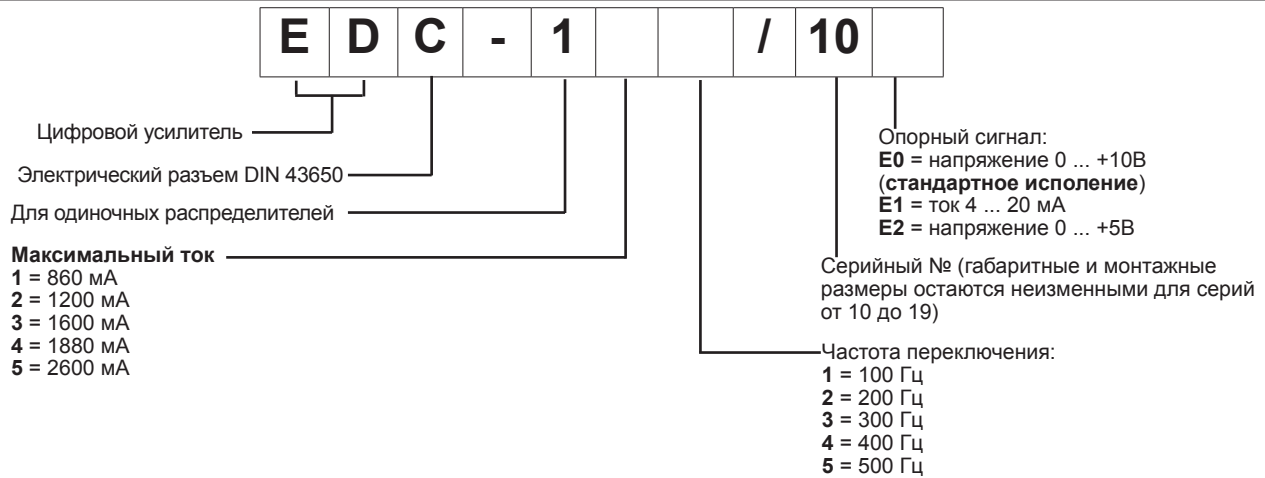 E D C - 1 / 10
Цифровой усилитель
Электрический разъем DIN 43650
Для одиночных распределителей
Максимальный ток
1 = 860 мА
2 = 1200 мА
3 = 1600 мА
4 = 1880 мА
5 = 2600 мА
Опорный сигнал:
E0 = напряжение 0 ... +10В
(стандартное исполение)
E1 = ток 4 ... 20 мА
E2 = напряжение 0 ... +5В
Серийный № (габаритные и монтажные
размеры остаются неизменными для серий
от 10 до 19)
Частота переключения:
1 = 100 Гц
2 = 200 Гц
3 = 300 Гц
4 = 400 Гц
5 = 500 Гц